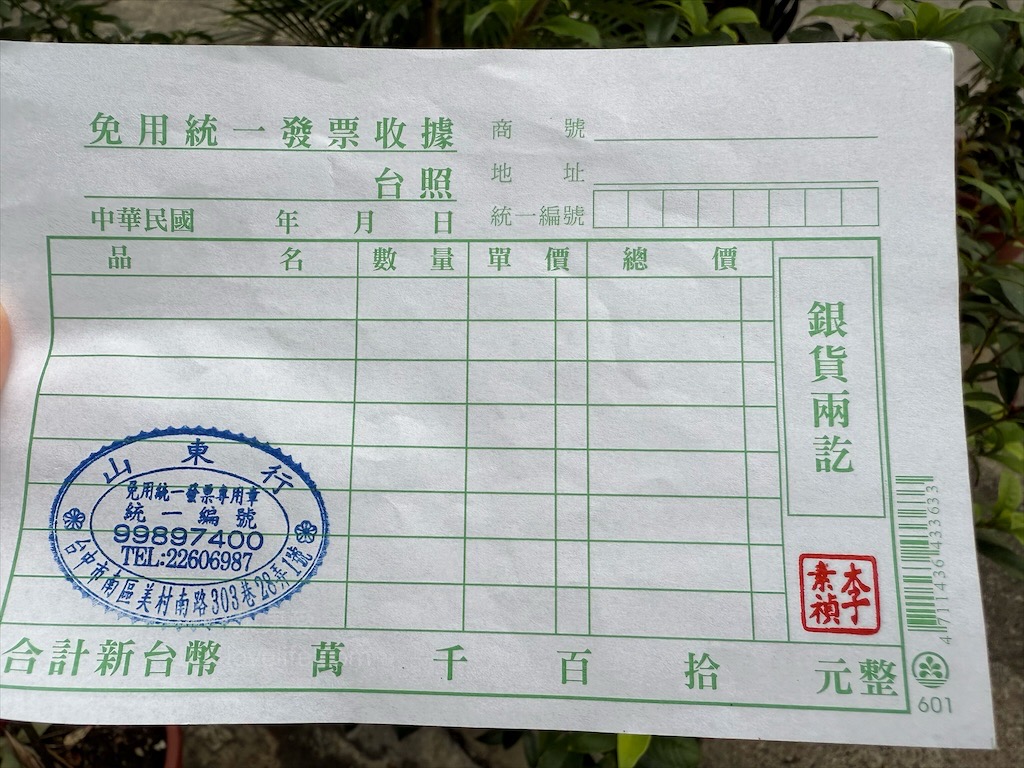 免用統一發票收據
商號
台照
地址
中華民國 年 月 日
統一編號
品名 數量 單價 總價
銀貨兩訖
山東行
免用統一發票專用章
統一編號
99897400
TEL:22606987
台中市南區美村南路303巷28弄1號
李素禎
4711436433633
合計新台幣 萬 千 百 拾 元整
601